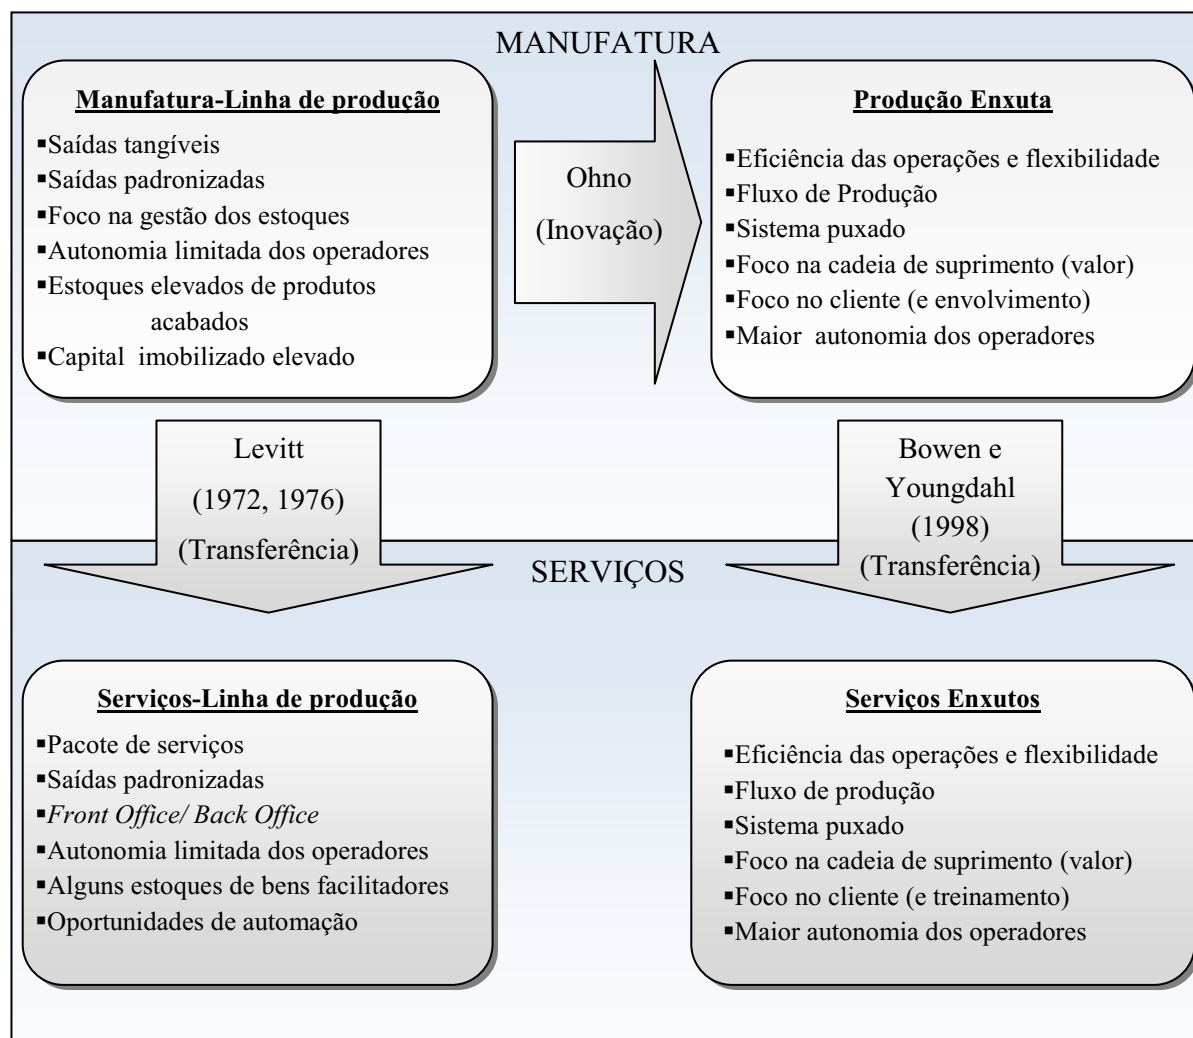 MANUFATURA
Manufatura-Linha de produção
▪Saídas tangíveis
▪Saídas padronizadas
▪Foco na gestão dos estoques
▪Autonomia limitada dos operadores
▪Estoques elevados de produtos
acabados
▪Capital imobilizado elevado
Ohno
(Inovação)
Produção Enxuta
▪Eficiência das operações e flexibilidade
▪Fluxo de Produção
▪Sistema puxado
▪Foco na cadeia de suprimento (valor)
▪Foco no cliente (e envolvimento)
▪Maior autonomia dos operadores
Levitt
(1972, 1976)
(Transferência)
Bowen e
Youngdahl
(1998)
(Transferência)
SERVIÇOS
Serviços-Linha de produção
▪Pacote de serviços
▪Saídas padronizadas
▪Front Office/ Back Office
▪Autonomia limitada dos operadores
▪Alguns estoques de bens facilitadores
▪Oportunidades de automação
Serviços Enxutos
▪Eficiência das operações e flexibilidade
▪Fluxo de produção
▪Sistema puxado
▪Foco na cadeia de suprimento (valor)
▪Foco no cliente (e treinamento)
▪Maior autonomia dos operadores